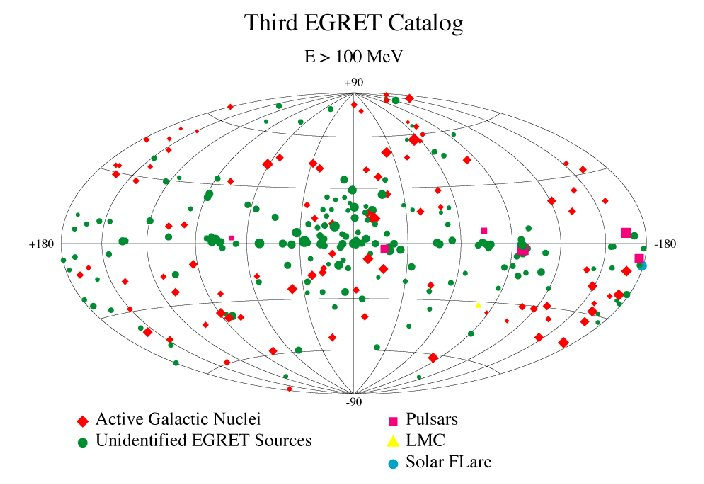 Third EGRET Catalog
E > 100 MeV
+90
+180
-180
-90
Active Galactic Nuclei
Unidentified EGRET Sources
Pulsars
LMC
Solar FLare